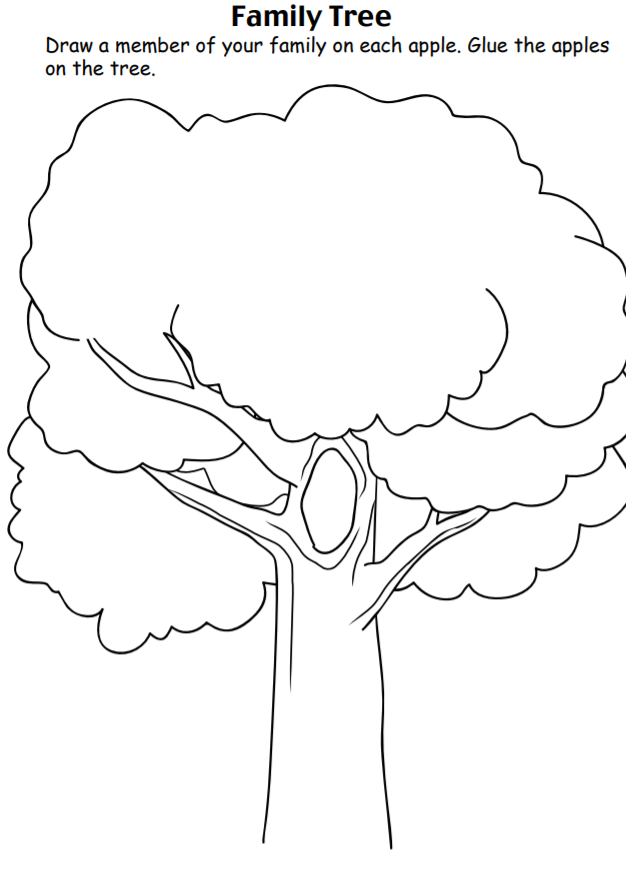 Family Tree
Draw a member of your family on each apple. Glue the apples
on the tree.